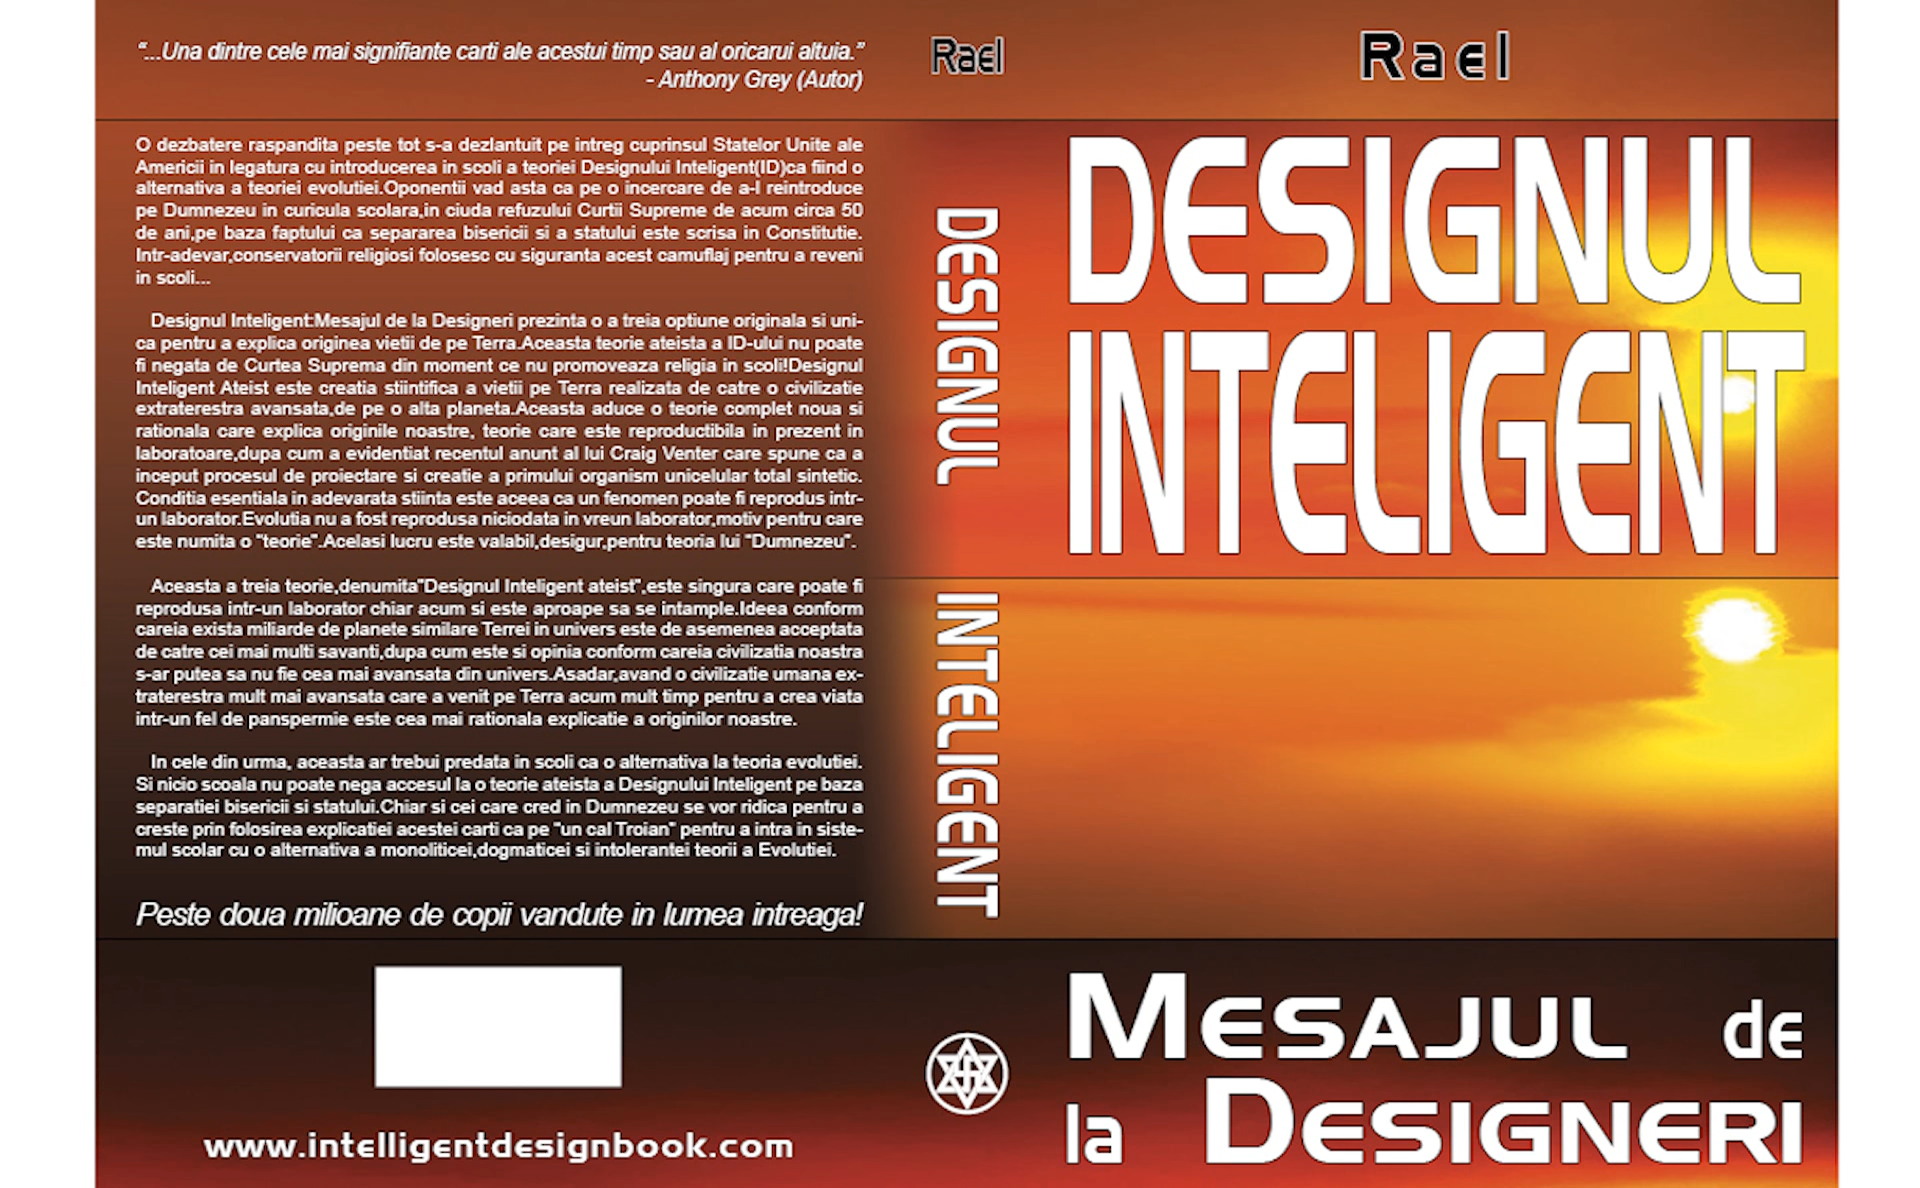 “...Una dintre cele mai signifiante carti ale acestui timp sau al oricarui altuia.”
- Anthony Grey (Autor)
O dezbatere raspandita peste tot s-a dezlantuit pe intreg cuprinsul Statelor Unite ale
Americii in legatura cu introducerea in scoli a teoriei Designului Inteligent(ID)ca fiind o
alternativa a teoriei evolutiei.Oponentii vad asta ca pe o incercare de a-l reintroduce
pe Dumnezeu in curicula scolara,in ciuda refuzului Curtii Supreme de acum circa 50
de ani,pe baza faptului ca separarea bisericii si a statului este scrisa in Constitutie.
Intr-adevar,conservatorii religiosi folosesc cu siguranta acest camuflaj pentru a reveni
in scoli...
Designul Inteligent:Mesajul de la Designeri prezinta o a treia optiune originala si uni-
ca pentru a explica originea vietii de pe Terra.Aceasta teorie ateista a ID-ului nu poate
fi negata de Curtea Suprema din moment ce nu promoveaza religia in scoli!Designul
Inteligent Ateist este creatia stiintifica a vietii pe Terra realizata de catre o civilizatie
extraterestra avansata,de pe o alta planeta.Aceasta aduce o teorie complet noua si
rationala care explica originile noastre, teorie care este reproductibila in prezent in
laboratoare,dupa cum a evidentiat recentul anunt al lui Craig Venter care spune ca a
inceput procesul de proiectare si creatie a primului organism unicelular total sintetic.
Conditia esentiala in adevarata stiinta este aceea ca un fenomen poate fi reprodus intr-
un laborator.Evolutia nu a fost reprodusa niciodata in vreun laborator,motiv pentru care
este numita o "teorie".Acelasi lucru este valabil,desigur,pentru teoria lui "Dumnezeu".
Aceasta a treia teorie,denumita"Designul Inteligent ateist",este singura care poate fi
reprodusa intr-un laborator chiar acum si este aproape sa se intample.Ideea conform
careia exista miliarde de planete similare Terrei in univers este de asemenea acceptata
de catre cei mai multi savanti,dupa cum este si opinia conform careia civilizatia noastra
s-ar putea sa nu fie cea mai avansata din univers.Asadar,avand o civilizatie umana ex-
traterestra mult mai avansata care a venit pe Terra acum mult timp pentru a crea viata
intr-un fel de panspermie este cea mai rationala explicatie a originilor noastre.
In cele din urma, aceasta ar trebui predata in scoli ca o alternativa la teoria evolutiei.
Si nicio scoala nu poate nega accesul la o teorie ateista a Designului Inteligent pe baza
separatiei bisericii si statului.Chiar si cei care cred in Dumnezeu se vor ridica pentru a
creste prin folosirea explicatiei acestei carti ca pe "un cal Troian" pentru a intra in siste-
mul scolar cu o alternativa a monoliticei,dogmaticei si intolerantei teorii a Evolutiei.
Peste doua milioane de copii vandute in lumea intreaga!
www.intelligentdesignbook.com
Rael
DESIGNUL INTELIGENT
Rael
DESIGNUL
INTELIGENT
MESAJUL de
la DESIGNERI